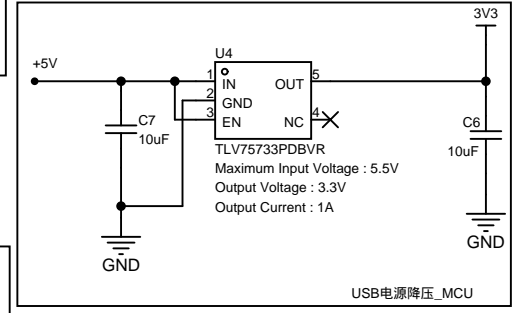 3V3
+5V
U4
1
IN
OUT
5
2
GND
3
EN
NC
4
C7
10uF
C6
10uF
TLV75733PDBVR
Maximum Input Voltage : 5.5V
Output Voltage : 3.3V
Output Current : 1A
GND
GND
USB电源降压_MCU